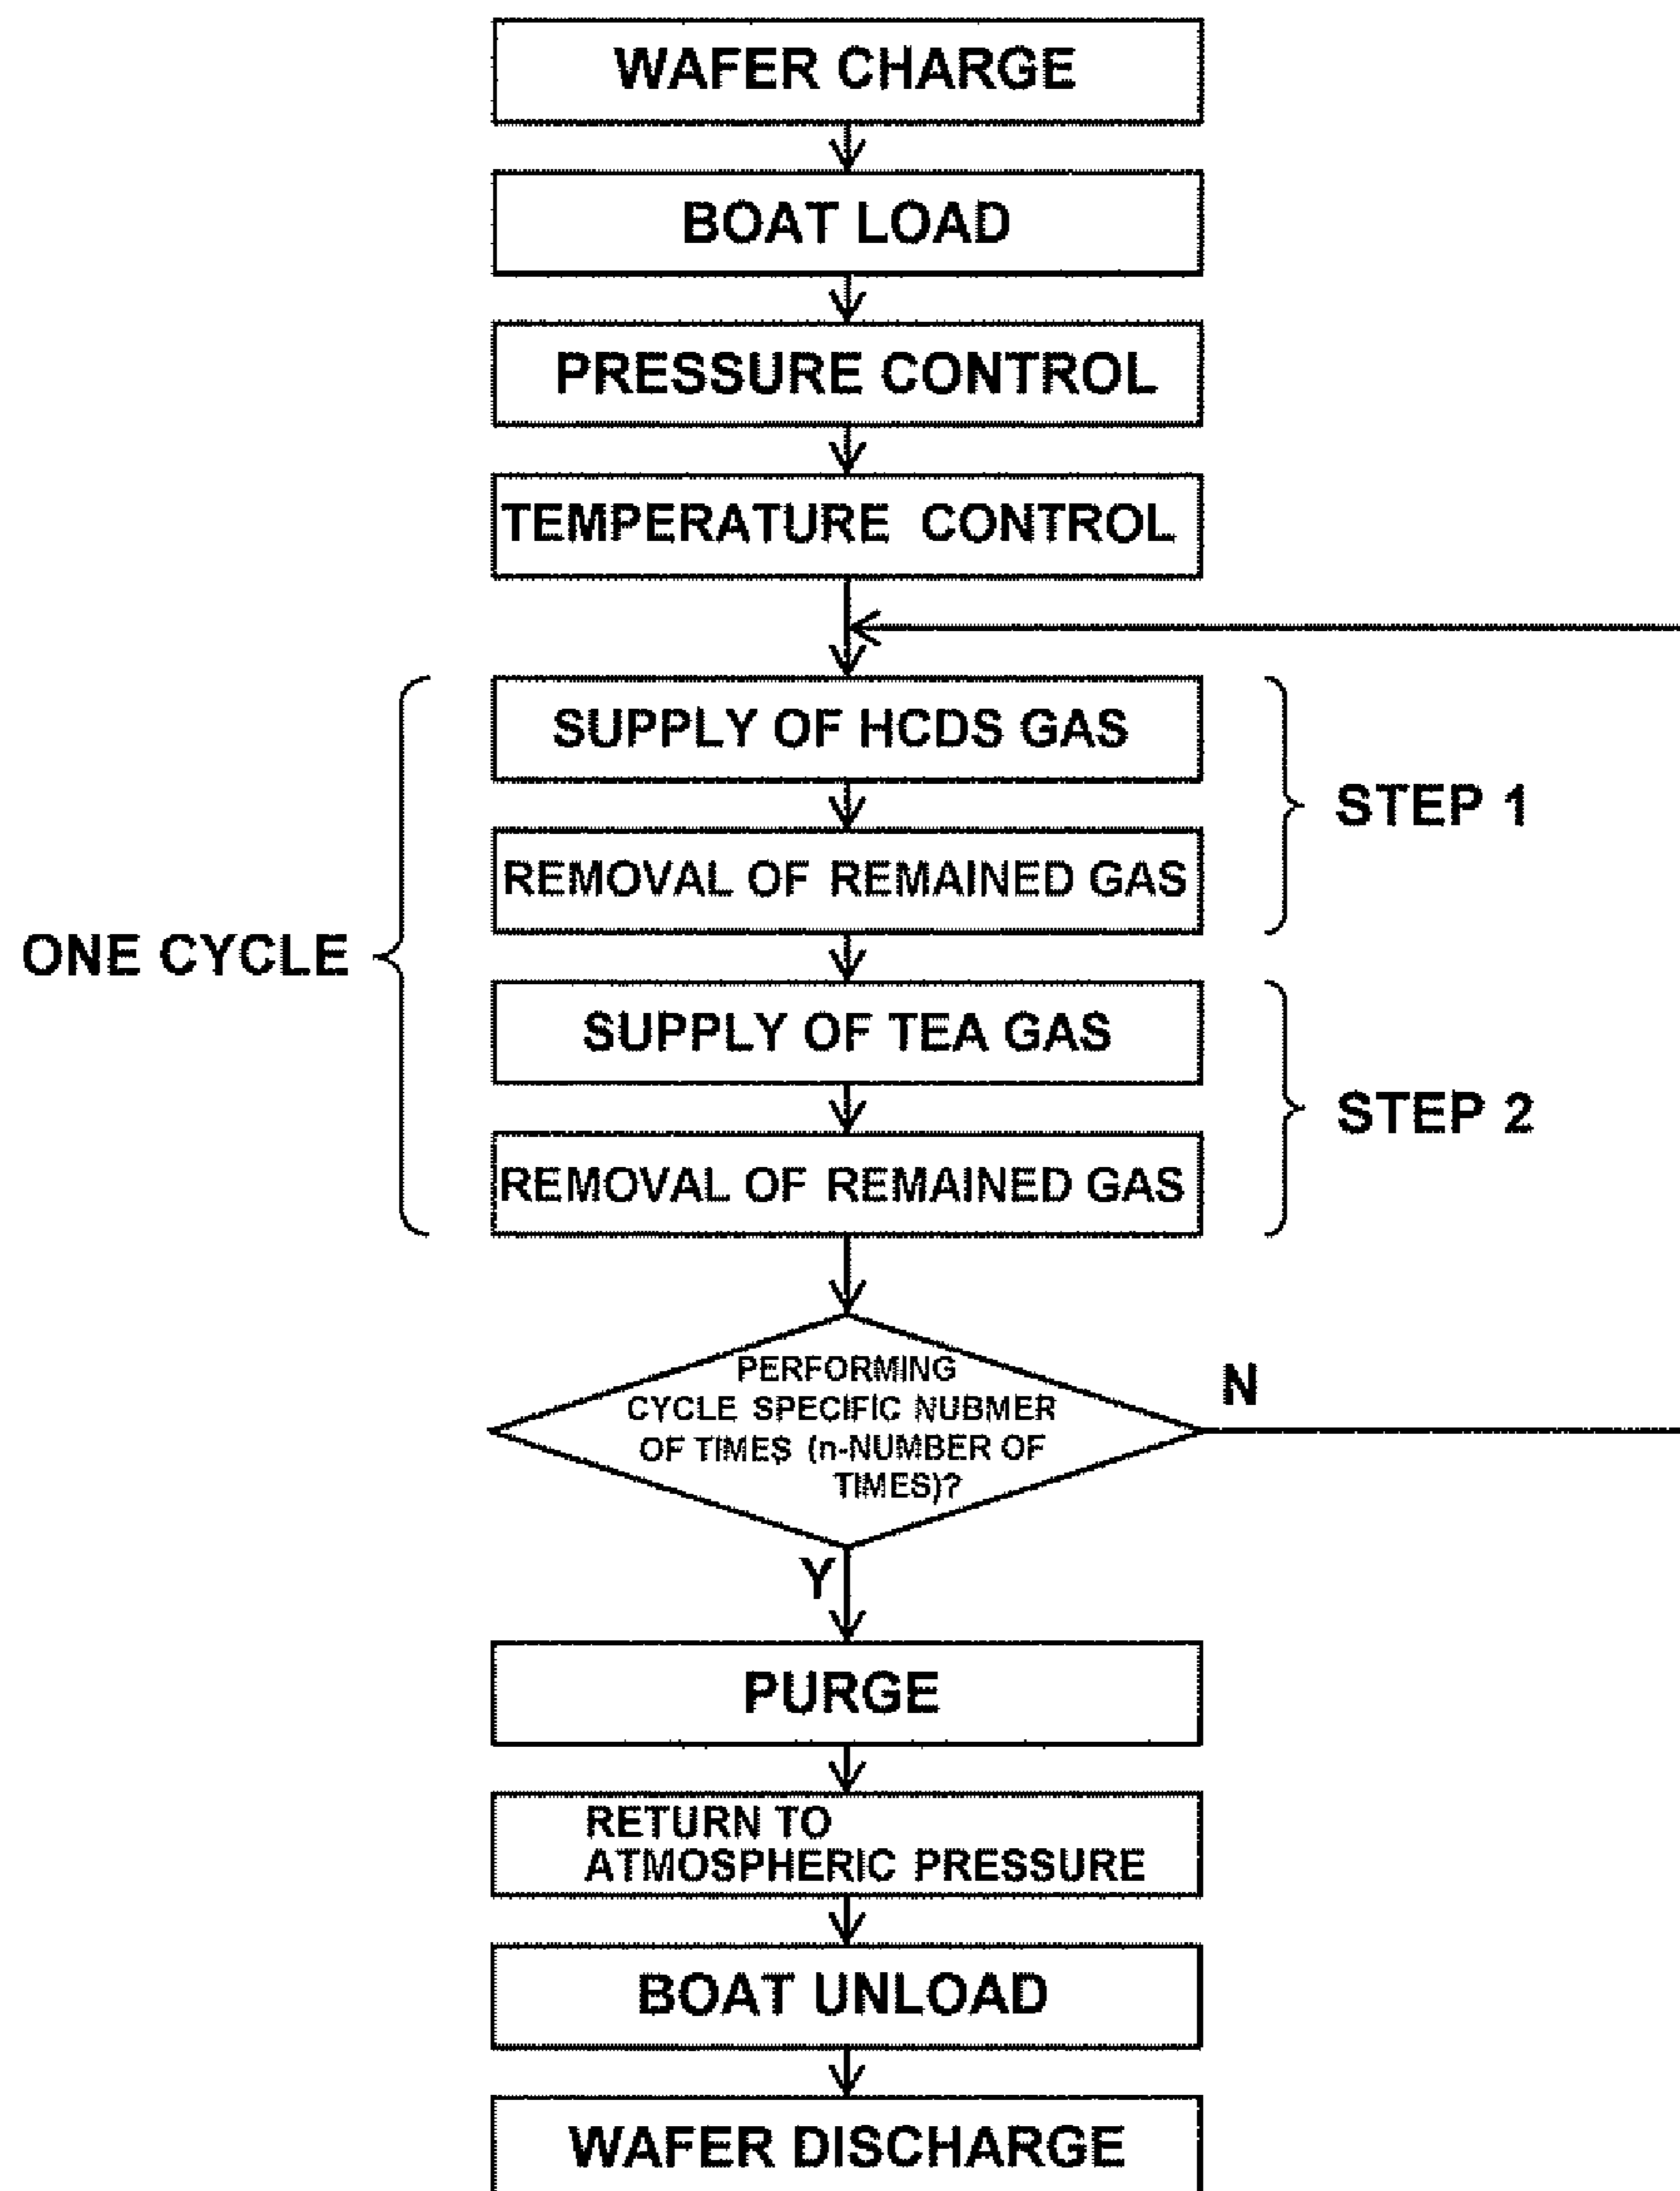 WAFER CHARGE
BOAT LOAD
PRESSURE CONTROL
TEMPERATURE CONTROL
SUPPLY OF HCDS GAS
STEP 1
REMOVAL OF REMAINED GAS
ONE CYCLE
SUPPLY OF TEA GAS
STEP 2
REMOVAL OF REMAINED GAS
PERFORMING
CYCLE SPECIFIC NUBMER
OF TIMES (n-NUMBER OF
TIMES)?
N
Y
PURGE
RETURN TO
ATMOSPHERIC PRESSURE
BOAT UNLOAD
WAFER DISCHARGE